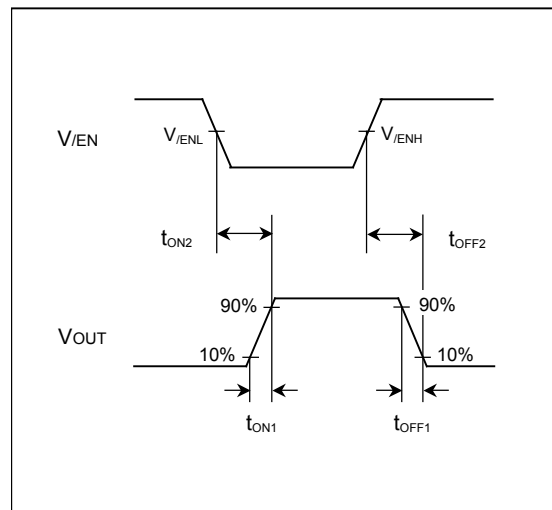 V/EN
V/ENL
V/ENH
tON2
tOFF2
VOUT
90%
90%
10%
10%
tON1
tOFF1